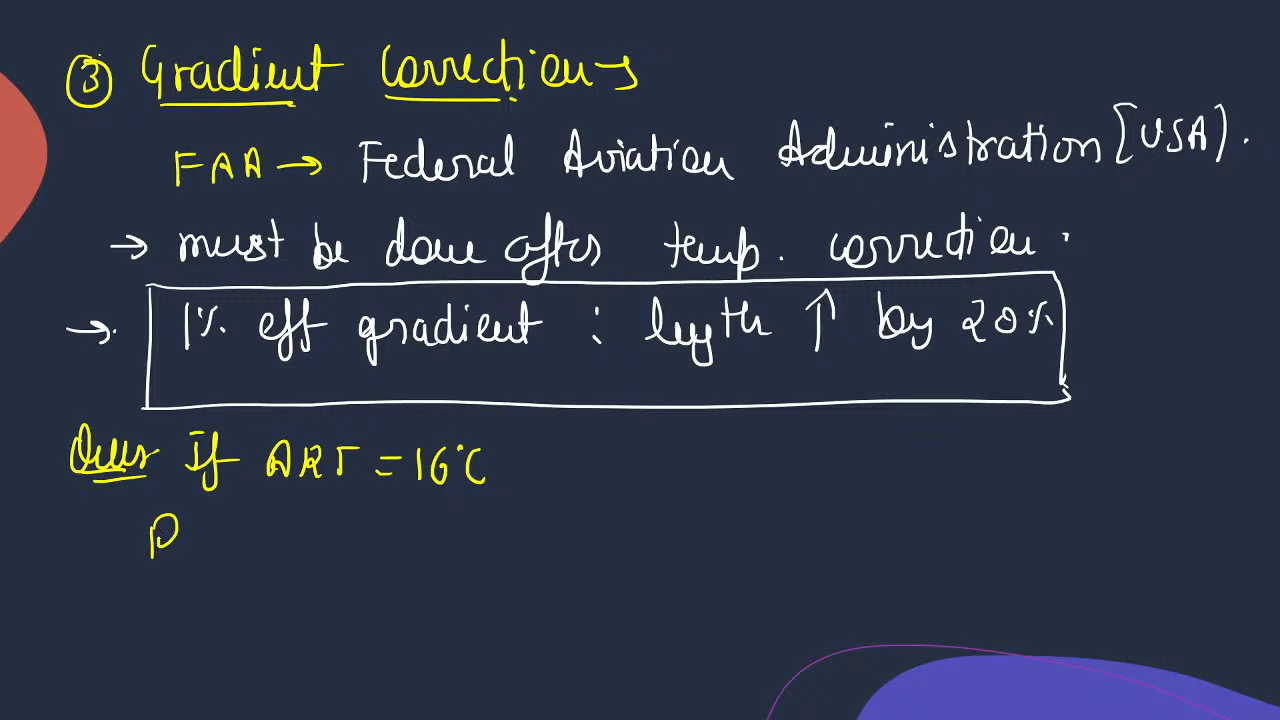 ③ Gradient Correction →
FAA → Federal Aviation Administration [USA].
→ must be done after temp. correction.
→. 1% eff gradient : length ↑ by 20%
Ques If ART = 16°C
P